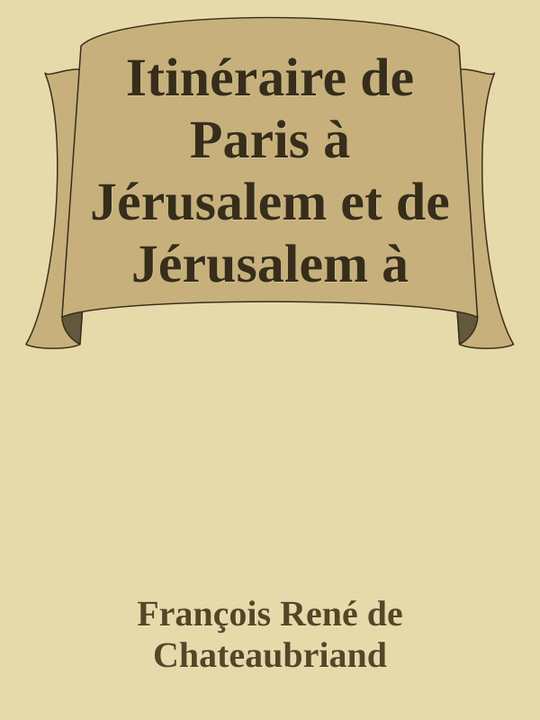 Itinéraire de
Paris à
Jérusalem et de
Jérusalem à
François René de
Chateaubriand